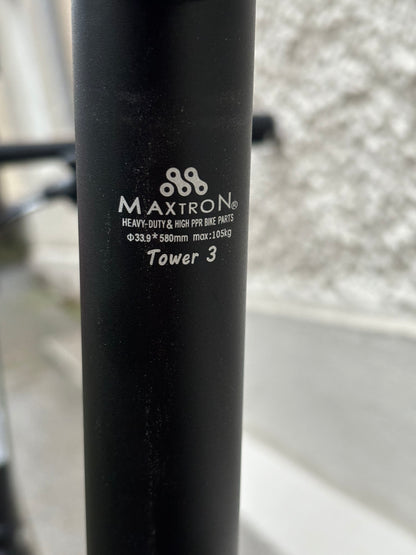 MAXTRON®
HEAVY-DUTY & HIGH PPR BIKE PARTS
Φ33.9*580mm max:105kg
Tower 3